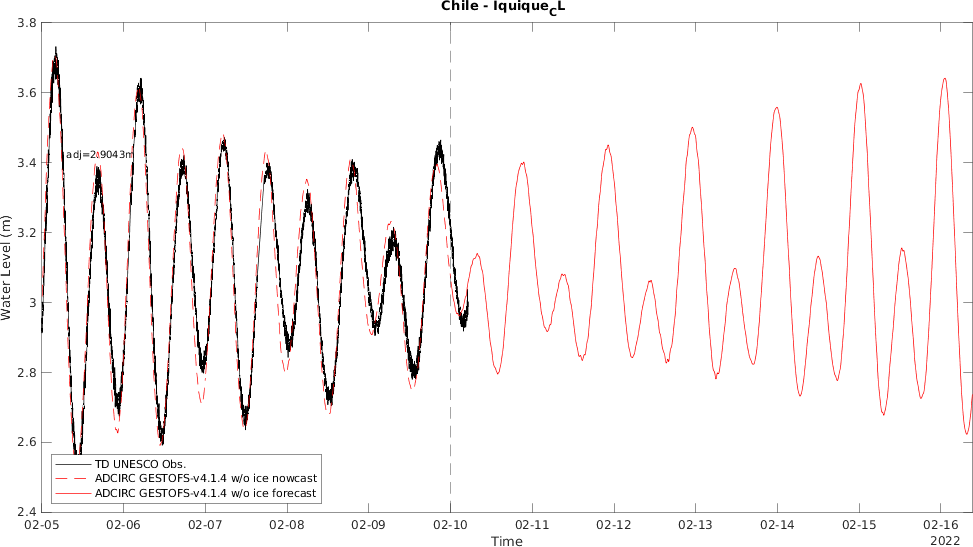 Chile - Iquique_CL
3.8
3.6
3.4
3.2
3
2.8
2.6
2.4
Water Level (m)
adj=2.9043m
TD UNESCO Obs.
ADCIRC GESTOFS-v4.1.4 w/o ice nowcast
ADCIRC GESTOFS-v4.1.4 w/o ice forecast
02-05 02-06 02-07 02-08 02-09 02-10 02-11 02-12 02-13 02-14 02-15 02-16
Time
2022